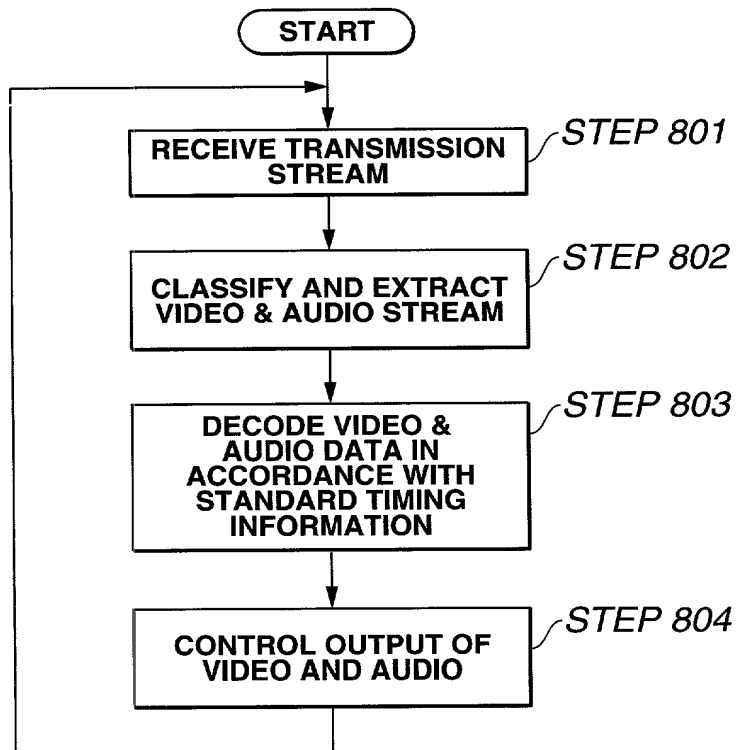 START
RECEIVE TRANSMISSION
STREAM
STEP 801
CLASSIFY AND EXTRACT
VIDEO & AUDIO STREAM
STEP 802
DECODE VIDEO &
AUDIO DATA IN
ACCORDANCE WITH
STANDARD TIMING
INFORMATION
STEP 803
CONTROL OUTPUT OF
VIDEO AND AUDIO
STEP 804